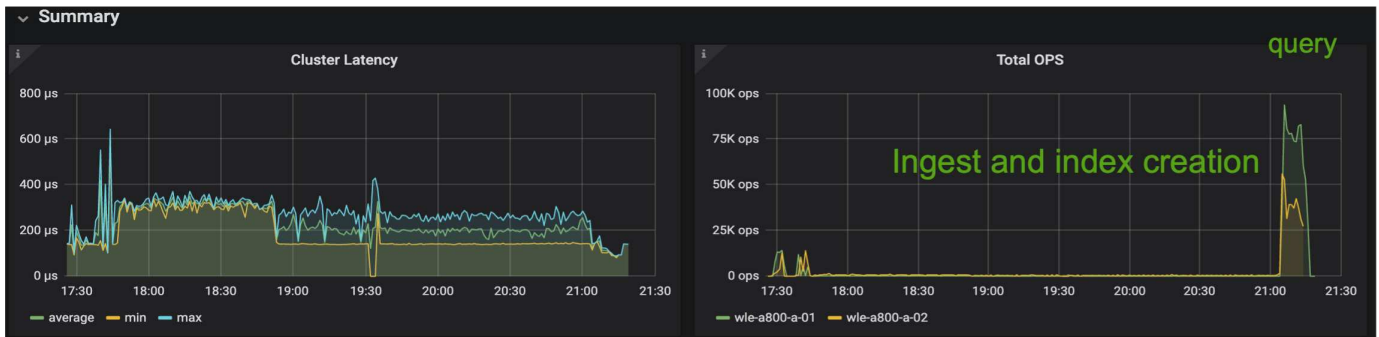 Summary
Cluster Latency
800 µs
600 µs
400 µs
200 µs
0 µs
17:30 18:00 18:30 19:00 19:30 20:00 20:30 21:00 21:30
average min max
query
Total OPS
100K ops
75K ops
Ingest and index creation
50K ops
25K ops
0 ops
17:30 18:00 18:30 19:00 19:30 20:00 20:30 21:00 21:30
wle-a800-a-01 wle-a800-a-02